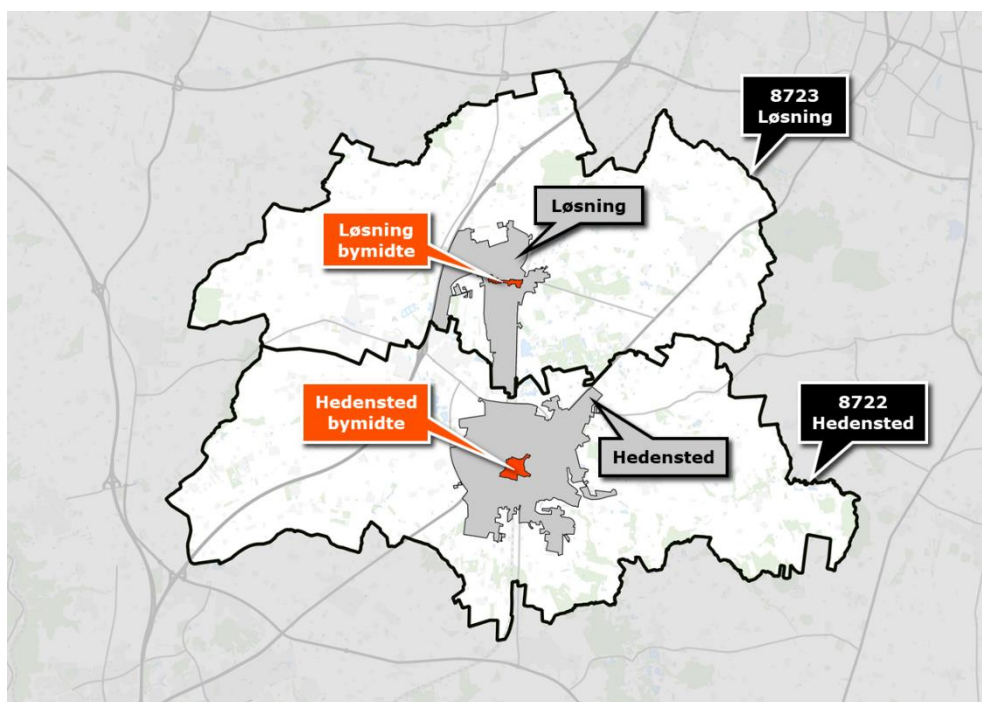 8723
Løsning
Løsning
Løsning
bymidte
Hedensted
bymidte
8722
Hedensted
Hedensted